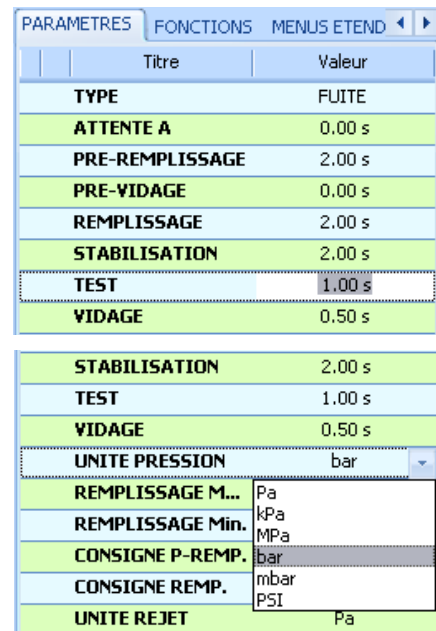 PARAMETRES FONCTIONS MENUS ETEND
Titre Valeur
TYPE FUITE
ATTENTE A 0.00 s
PRE-REMPLISSAGE 2.00 s
PRE-VIDAGE 0.00 s
REMPLISSAGE 2.00 s
STABILISATION 2.00 s
TEST 1.00 s
VIDAGE 0.50 s
STABILISATION 2.00 s
TEST 1.00 s
VIDAGE 0.50 s
UNITE PRESSION bar
REMPLISSAGE M... Pa
kPa
REMPLISSAGE Min. MPa
CONSIGNE P-REMP. bar
CONSIGNE REMP. mbar
PSI
UNITE REJET Pa